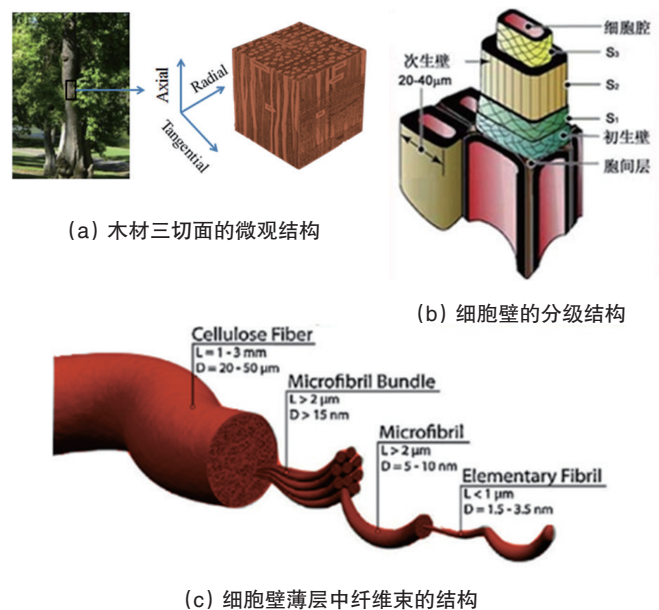 Axial
Radial
Tangential
(a) 木材三切面的微观结构
细胞腔
S₃
次生壁
20-40μm
S₂
S₁
初生壁
胞间层
(b) 细胞壁的分级结构
Cellulose Fiber
L = 1 - 3 mm
D = 20 - 50 μm
Microfibril Bundle
L > 2 μm
D > 15 nm
Microfibril
L > 2 μm
D = 5 - 10 nm
Elementary Fibril
L < 1 μm
D = 1.5 - 3.5 nm
(c) 细胞壁薄层中纤维束的结构